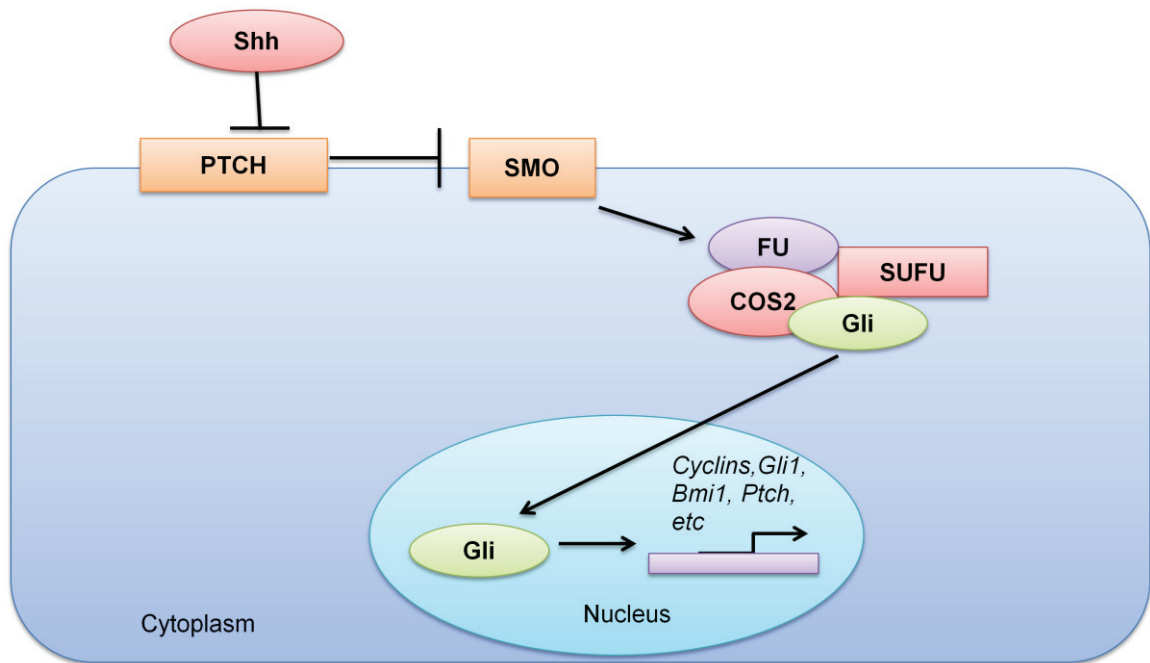 Shh
PTCH
SMO
FU
SUFU
COS2
Gli
Cyclins,Gli1,
Bmi1, Ptch,
etc
Gli
Nucleus
Cytoplasm